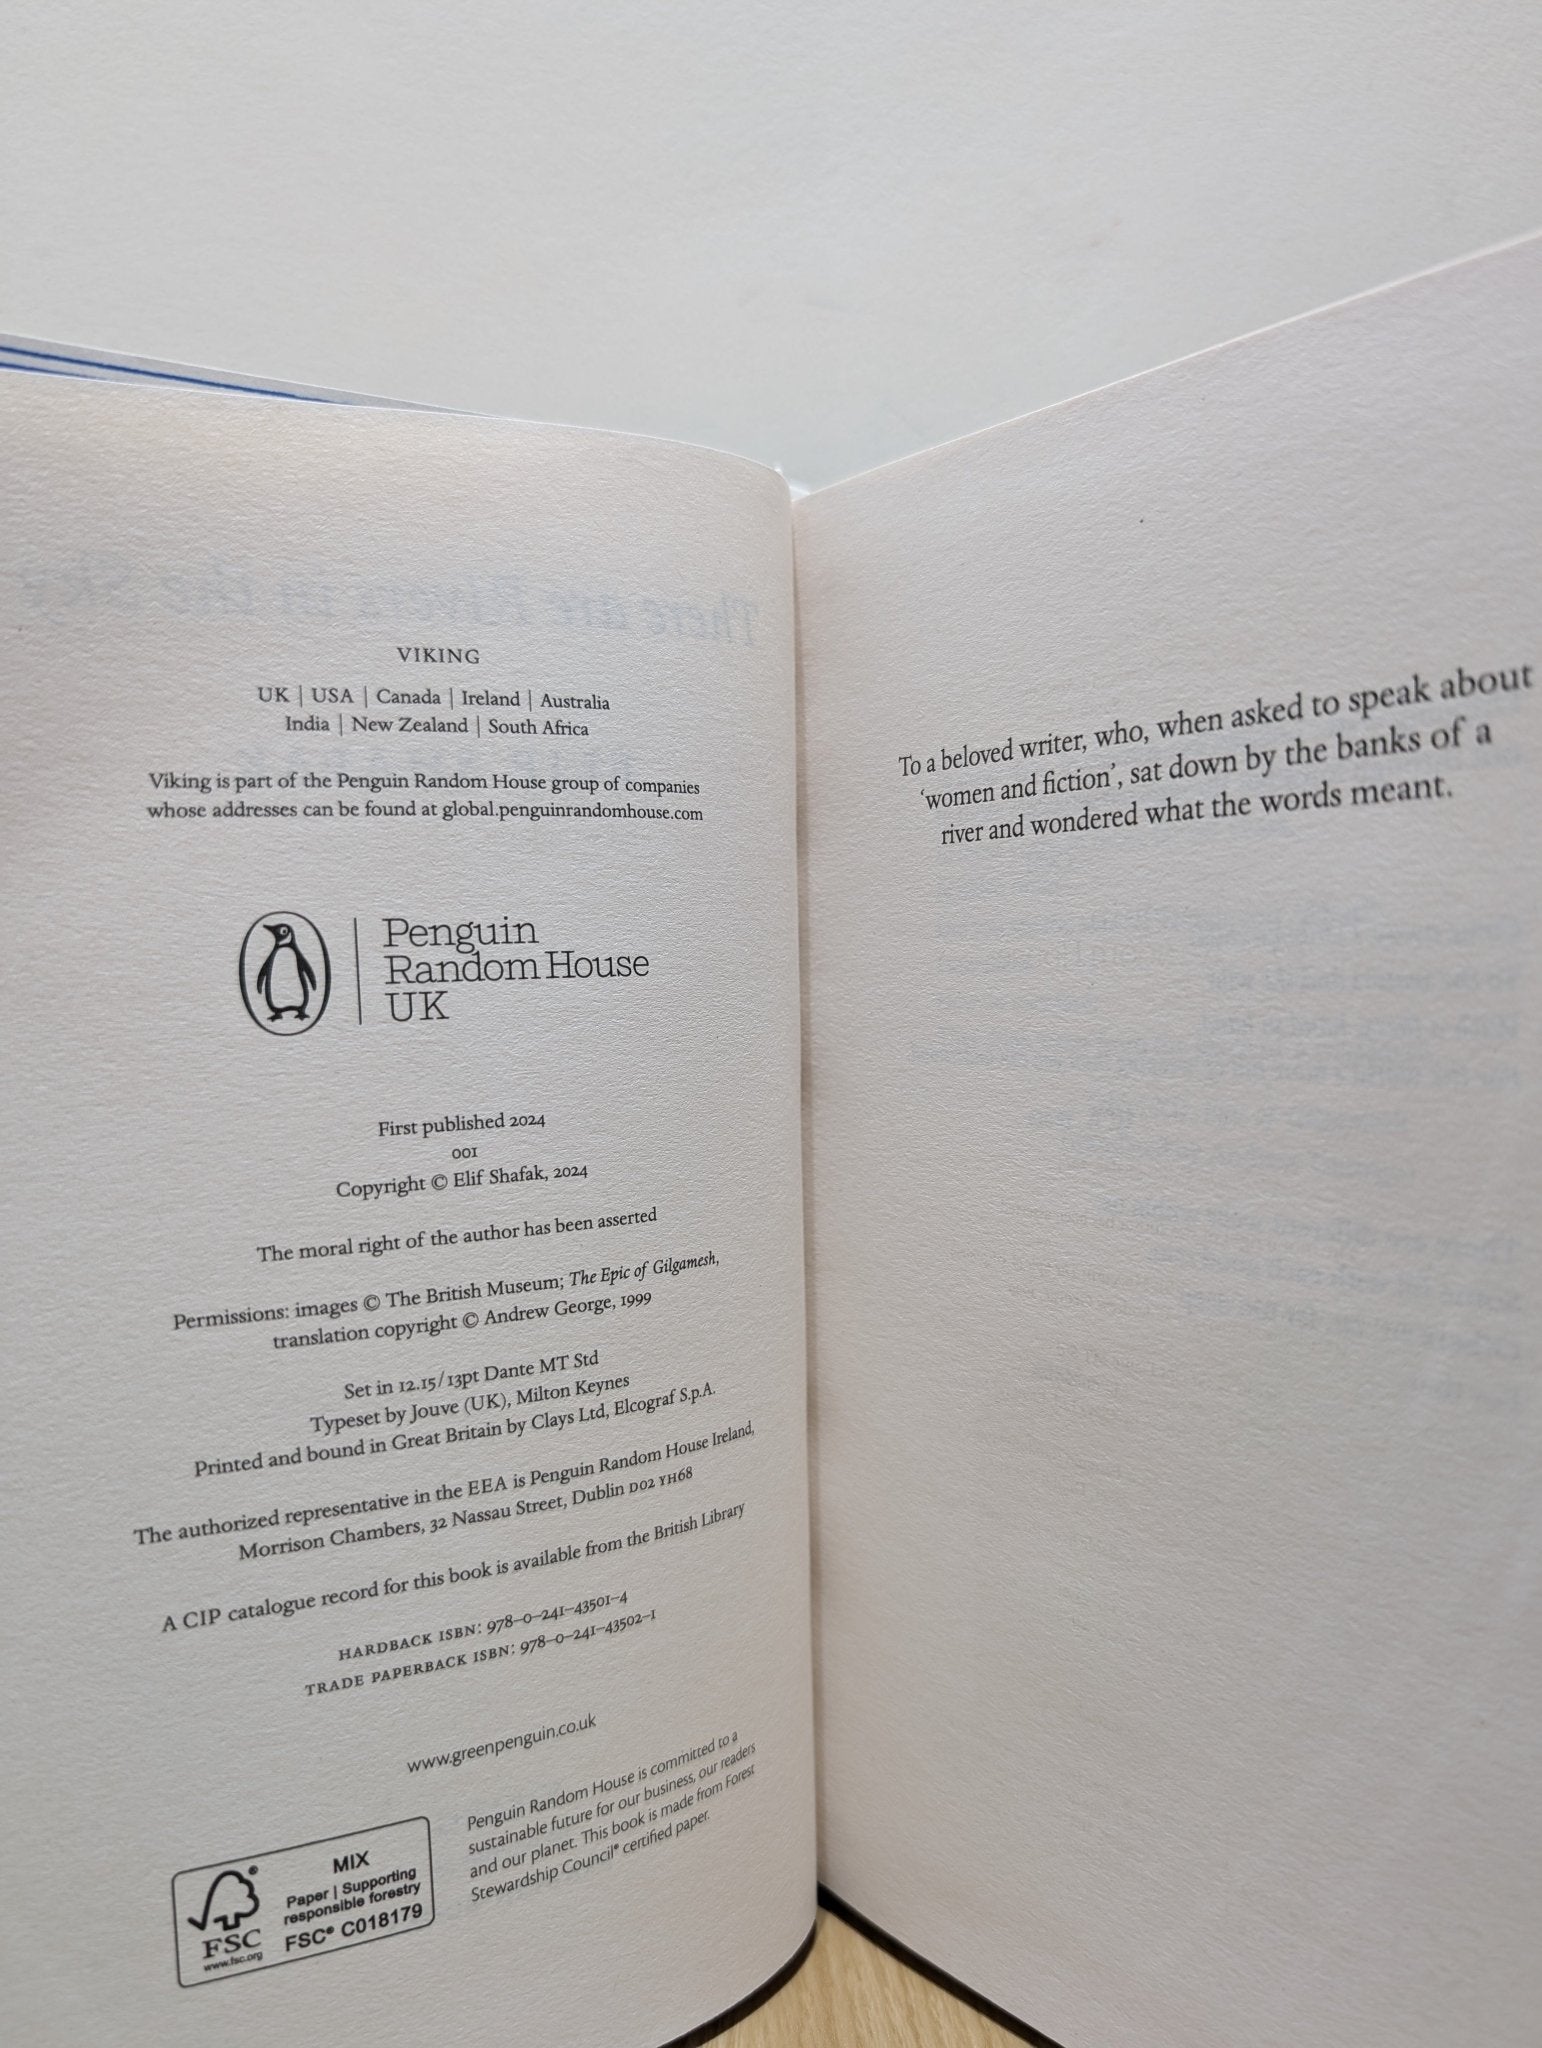 VIKING
UK | USA | Canada | Ireland | Australia
India | New Zealand | South Africa
Viking is part of the Penguin Random House group of companies
whose addresses can be found at global.penguinrandomhouse.com
Penguin
Random House
UK
First published 2024
001
Copyright © Elif Shafak, 2024
The moral right of the author has been asserted
Permissions: images © The British Museum; The Epic of Gilgamesh,
translation copyright © Andrew George, 1999
Set in 12.15/13pt Dante MT Std
Typeset by Jouve (UK), Milton Keynes
Printed and bound in Great Britain by Clays Ltd, Elcograf S.p.A.
The authorized representative in the EEA is Penguin Random House Ireland,
Morrison Chambers, 32 Nassau Street, Dublin D02 YH68
A CIP catalogue record for this book is available from the British Library
HARDBACK ISBN: 978–0–241–43501–4
TRADE PAPERBACK ISBN: 978–0–241–43502–1
www.greenpenguin.co.uk
Penguin Random House is committed to a
sustainable future for our business, our readers
and our planet. This book is made from Forest
Stewardship Council® certified paper.
MIX
Paper | Supporting
responsible forestry
FSC® C018179
FSC
www.fsc.org
To a beloved writer, who, when asked to speak about
‘women and fiction’, sat down by the banks of a
river and wondered what the words meant.
There are Rivers in the Sky